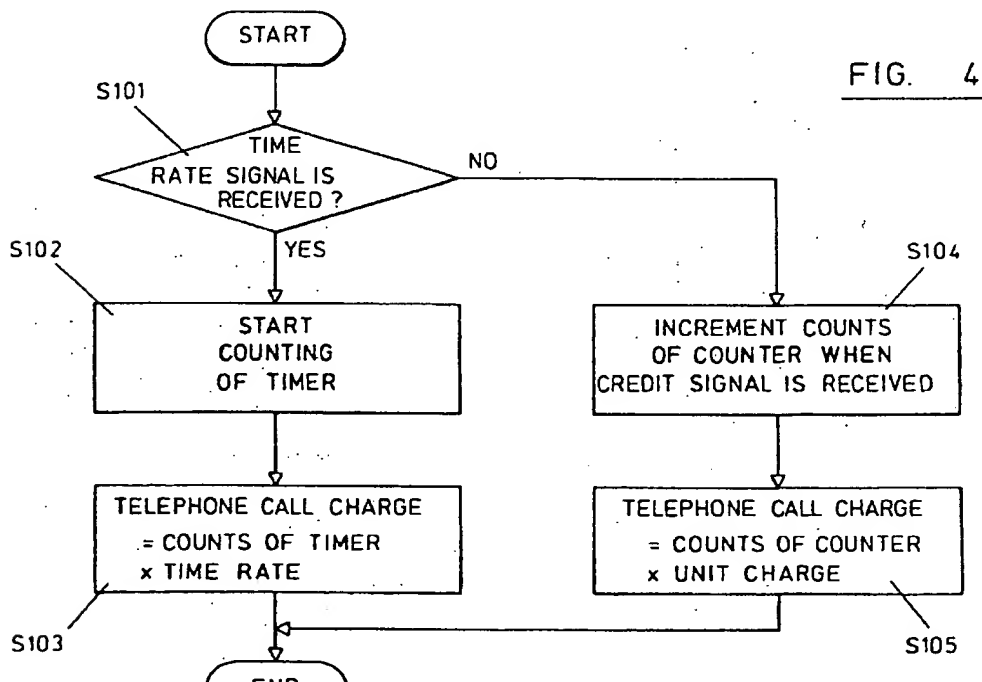 START
FIG. 4
S101
TIME
RATE SIGNAL IS
RECEIVED ?
NO
YES
S102
START
COUNTING
OF TIMER
S104
INCREMENT COUNTS
OF COUNTER WHEN
CREDIT SIGNAL IS RECEIVED
TELEPHONE CALL CHARGE
= COUNTS OF TIMER
x TIME RATE
S103
TELEPHONE CALL CHARGE
= COUNTS OF COUNTER
x UNIT CHARGE
S105
END